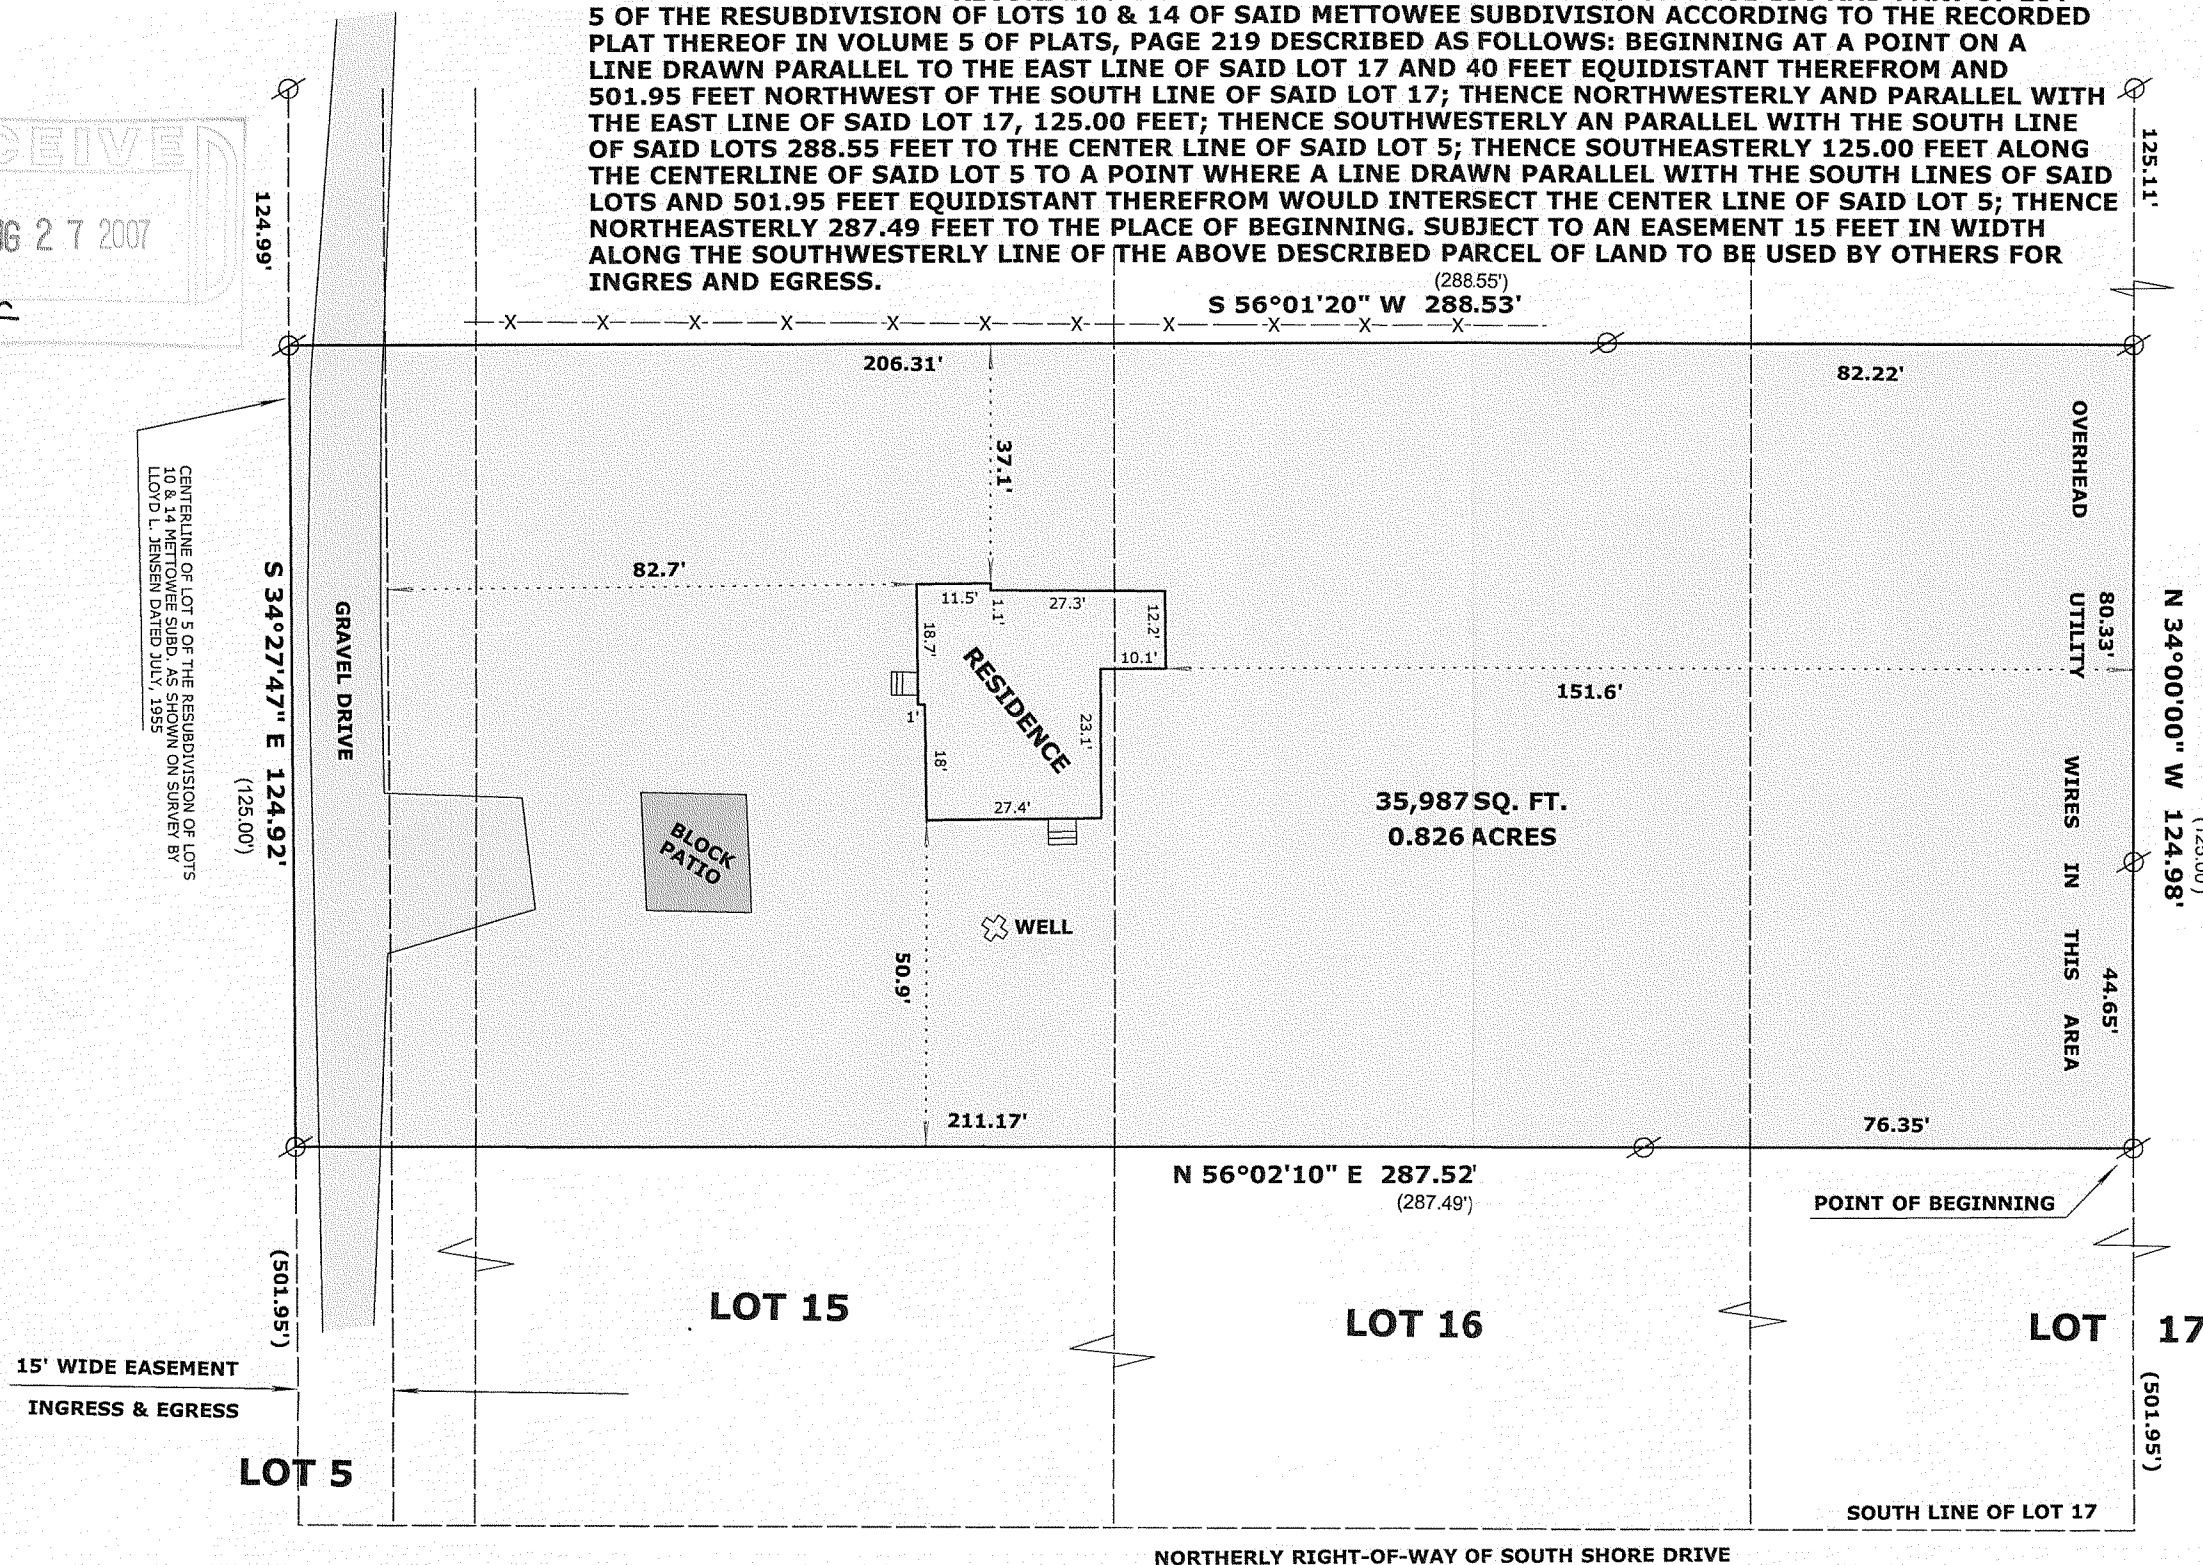 5 OF THE RESUBDIVISION OF LOTS 10 & 14 OF SAID METTOWEE SUBDIVISION ACCORDING TO THE RECORDED
PLAT THEREOF IN VOLUME 5 OF PLATS, PAGE 219 DESCRIBED AS FOLLOWS: BEGINNING AT A POINT ON A
LINE DRAWN PARALLEL TO THE EAST LINE OF SAID LOT 17 AND 40 FEET EQUIDISTANT THEREFROM AND
501.95 FEET NORTHWEST OF THE SOUTH LINE OF SAID LOT 17; THENCE NORTHWESTERLY AND PARALLEL WITH
THE EAST LINE OF SAID LOT 17, 125.00 FEET; THENCE SOUTHWESTERLY AN PARALLEL WITH THE SOUTH LINE
OF SAID LOTS 288.55 FEET TO THE CENTER LINE OF SAID LOT 5; THENCE SOUTHEASTERLY 125.00 FEET ALONG
THE CENTERLINE OF SAID LOT 5 TO A POINT WHERE A LINE DRAWN PARALLEL WITH THE SOUTH LINES OF SAID
LOTS AND 501.95 FEET EQUIDISTANT THEREFROM WOULD INTERSECT THE CENTER LINE OF SAID LOT 5; THENCE
NORTHEASTERLY 287.49 FEET TO THE PLACE OF BEGINNING. SUBJECT TO AN EASEMENT 15 FEET IN WIDTH
ALONG THE SOUTHWESTERLY LINE OF THE ABOVE DESCRIBED PARCEL OF LAND TO BE USED BY OTHERS FOR
INGRES AND EGRESS.
CEIVE
G 27 2007
124.99'
125.11'
(288.55')
S 56°01'20" W 288.53'
X X X X X X X X X X X
206.31'
82.22'
37.1'
82.7'
11.5'
1.1'
27.3'
12.2'
18.7'
10.1'
RESIDENCE
1'
23.1'
18'
27.4'
151.6'
OVERHEAD UTILITY WIRES IN THIS AREA
80.33'
44.65'
N 34°00'00" W 124.98'
(125.00')
CENTERLINE OF LOT 5 OF THE RESUBDIVISION OF LOTS
10 & 14 METTOWEE SUBD. AS SHOWN ON SURVEY BY
LLOYD L. JENSEN DATED JULY, 1955
S 34°27'47" E 124.92'
(125.00')
GRAVEL DRIVE
35,987 SQ. FT.
0.826 ACRES
BLOCK
PATIO
WELL
50.9'
211.17'
76.35'
N 56°02'10" E 287.52'
(287.49')
POINT OF BEGINNING
(501.95')
LOT 15
LOT 16
LOT 17
15' WIDE EASEMENT
INGRESS & EGRESS
(501.95')
LOT 5
SOUTH LINE OF LOT 17
NORTHERLY RIGHT-OF-WAY OF SOUTH SHORE DRIVE